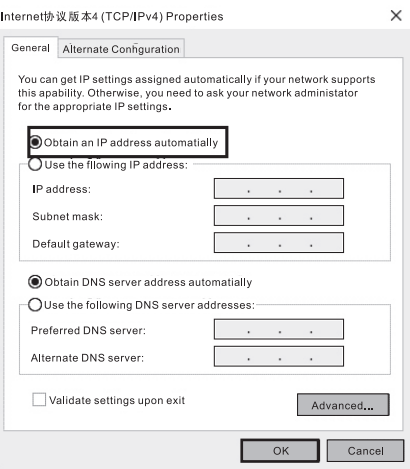 Internet协议版本4 (TCP/IPv4) Properties
General
Alternate Configuration
You can get IP settings assigned automatically if your network supports
this apability. Otherwise, you need to ask your network administator
for the appropriate IP settings.
Obtain an IP address automatially
Use the fllowing IP address:
IP address:
Subnet mask:
Default gateway:
Obtain DNS server address automatially
Use the following DNS server addresses:
Preferred DNS server:
Alternate DNS server:
Validate settings upon exit
Advanced...
OK
Cancel